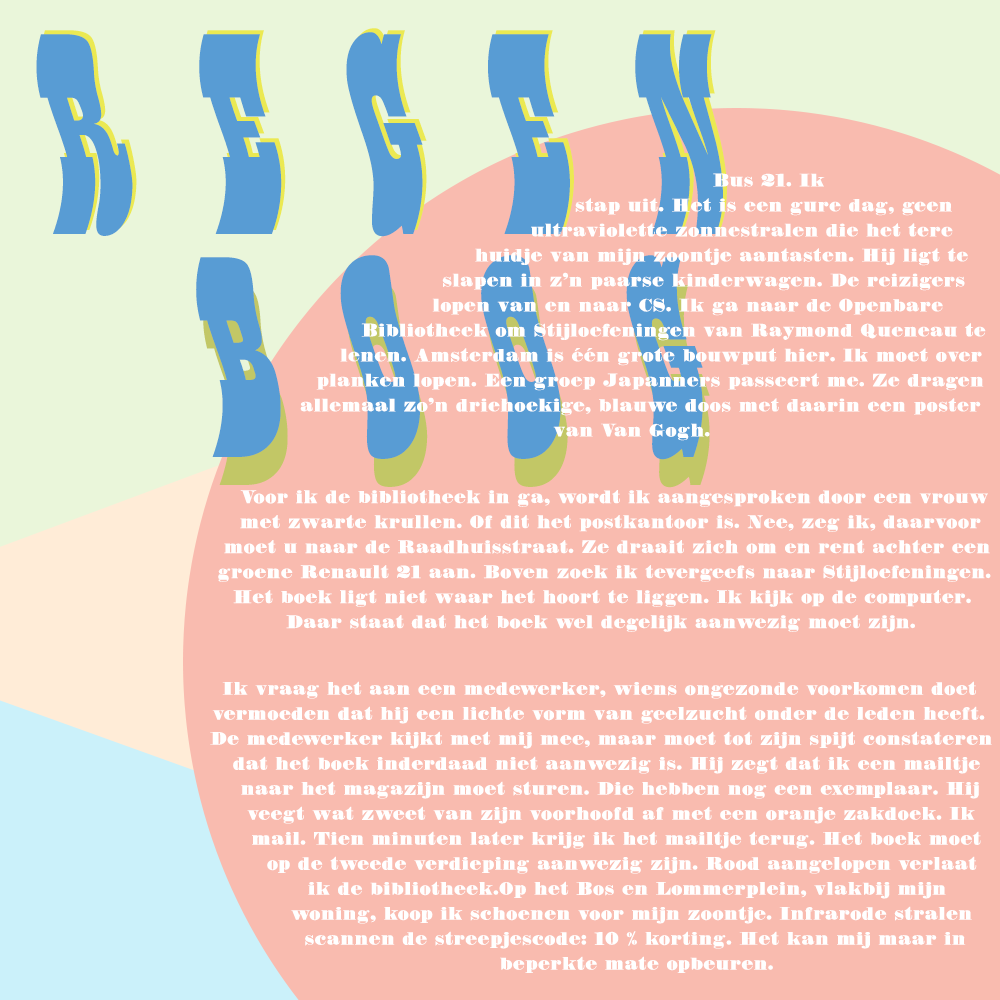 REGEN
BOOG
Bus 21. Ik
stap uit. Het is een gure dag, geen
ultraviolette zonnestralen die het tere
huidje van mijn zoontje aantasten. Hij ligt te
slapen in z'n paarse kinderwagen. De reizigers
lopen van en naar CS. Ik ga naar de Openbare
Bibliotheek om Stijloefeningen van Raymond Queneau te
lenen. Amsterdam is één grote bouwput hier. Ik moet over
planken lopen. Een groep Japanners passeert me. Ze dragen
allemaal zo'n driehoekige, blauwe doos met daarin een poster
van Van Gogh.
Voor ik de bibliotheek in ga, wordt ik aangesproken door een vrouw
met zwarte krullen. Of dit het postkantoor is. Nee, zeg ik, daarvoor
moet u naar de Raadhuisstraat. Ze draait zich om en rent achter een
groene Renault 21 aan. Boven zoek ik tevergeefs naar Stijloefeningen.
Het boek ligt niet waar het hoort te liggen. Ik kijk op de computer.
Daar staat dat het boek wel degelijk aanwezig moet zijn.
Ik vraag het aan een medewerker, wiens ongezonde voorkomen doet
vermoeden dat hij een lichte vorm van geelzucht onder de leden heeft.
De medewerker kijkt met mij mee, maar moet tot zijn spijt constateren
dat het boek inderdaad niet aanwezig is. Hij zegt dat ik een mailtje
naar het magazijn moet sturen. Die hebben nog een exemplaar. Hij
veegt wat zweet van zijn voorhoofd af met een oranje zakdoek. Ik
mail. Tien minuten later krijg ik het mailtje terug. Het boek moet
op de tweede verdieping aanwezig zijn. Rood aangelopen verlaat
ik de bibliotheek.Op het Bos en Lommerplein, vlakbij mijn
woning, koop ik schoenen voor mijn zoontje. Infrarode stralen
scannen de streepjescode: 10 % korting. Het kan mij maar in
beperkte mate opbeuren.